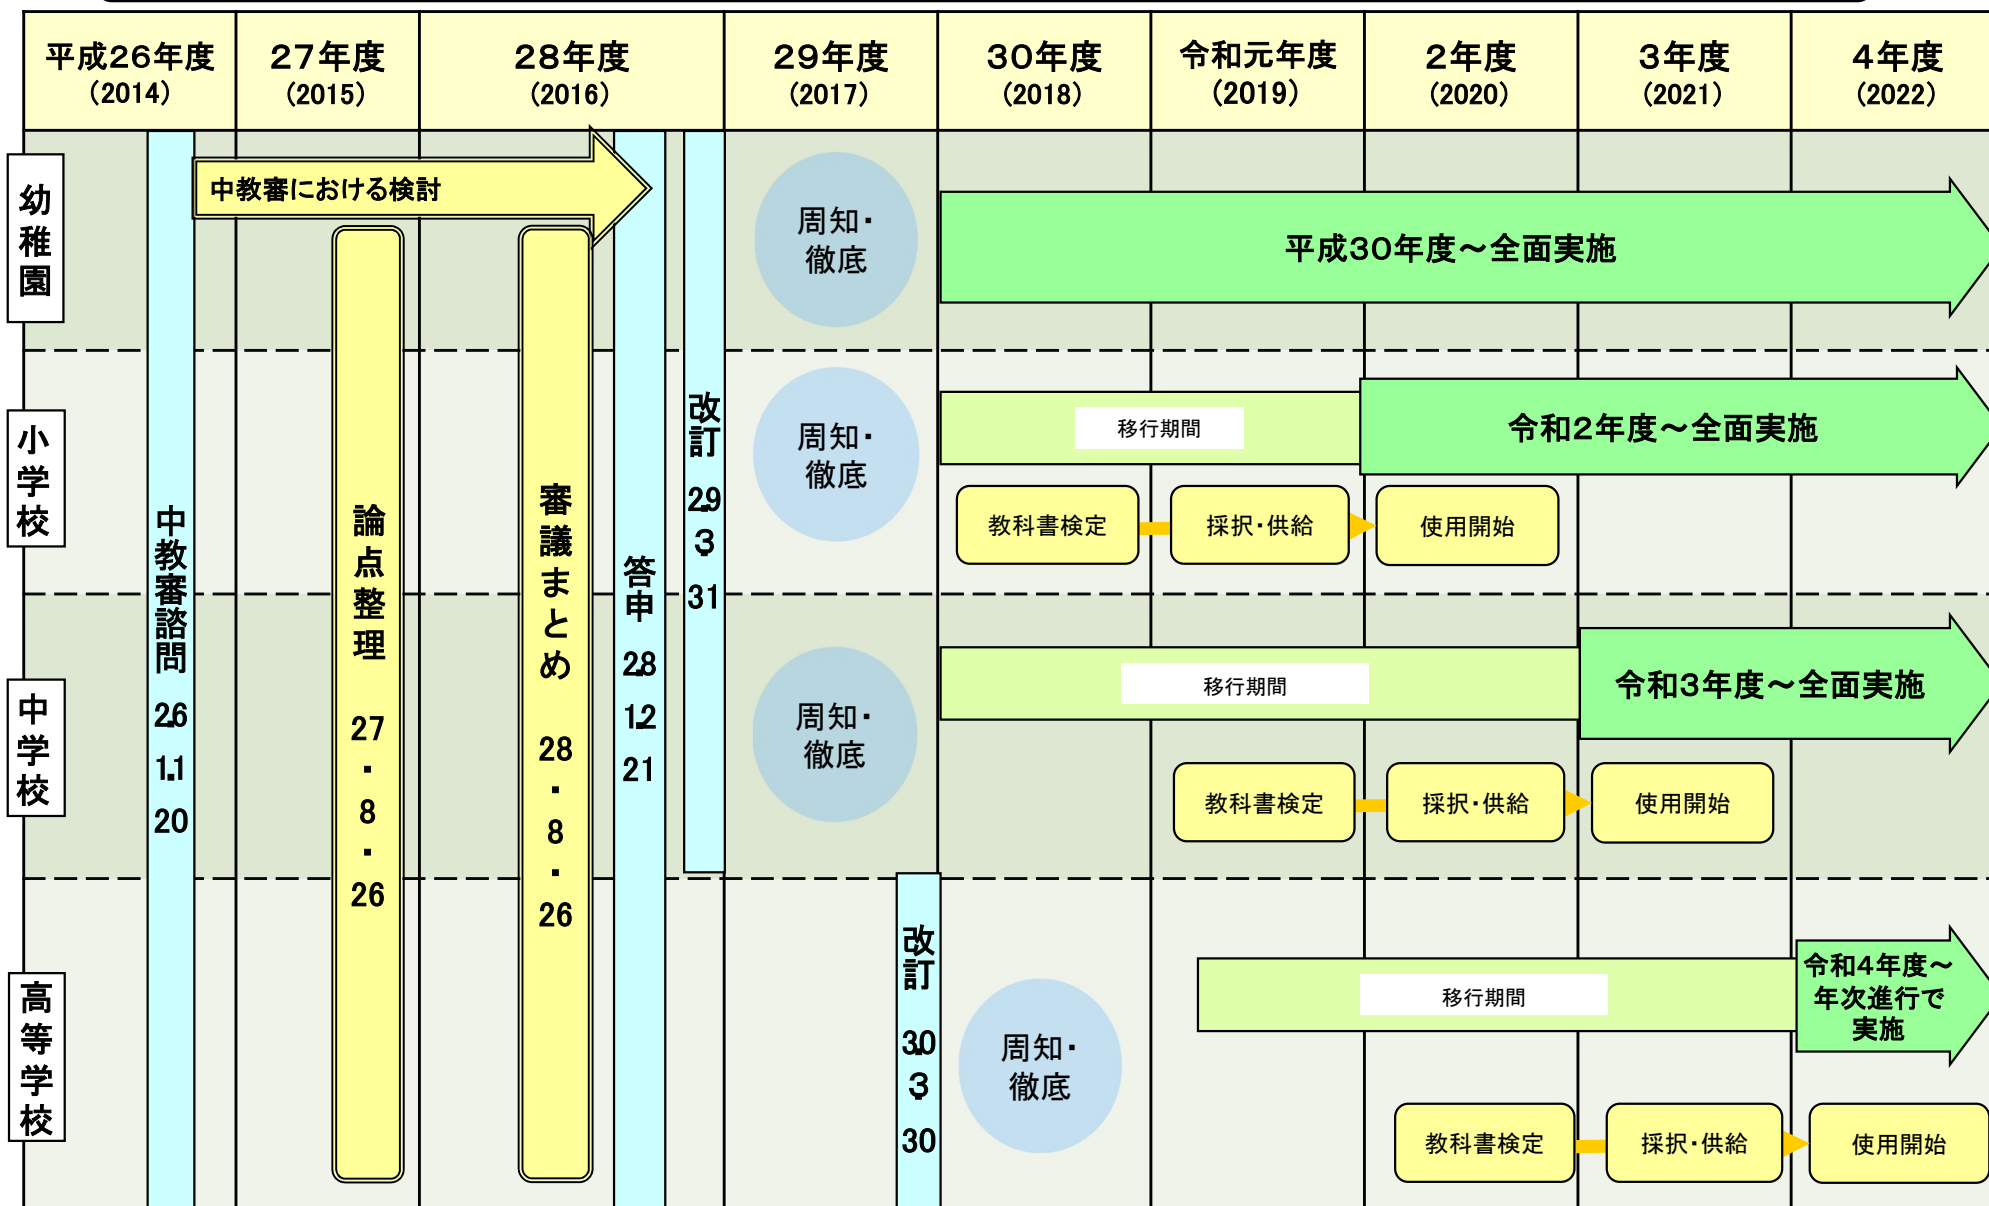 平成26年度
(2014)
27年度
(2015)
28年度
(2016)
29年度
(2017)
30年度
(2018)
令和元年度
(2019)
2年度
(2020)
3年度
(2021)
4年度
(2022)
幼稚園
小学校
中学校
高等学校
中教審諮問 26.11.20
中教審における検討
論点整理 27・8・26
審議まとめ 28・8・26
答申 28.12.21
改訂 29.3.31
周知・
徹底
平成30年度～全面実施
周知・
徹底
移行期間
令和2年度～全面実施
教科書検定
採択・供給
使用開始
周知・
徹底
移行期間
令和3年度～全面実施
教科書検定
採択・供給
使用開始
改訂 30.3.30
周知・
徹底
移行期間
令和4年度～
年次進行で
実施
教科書検定
採択・供給
使用開始